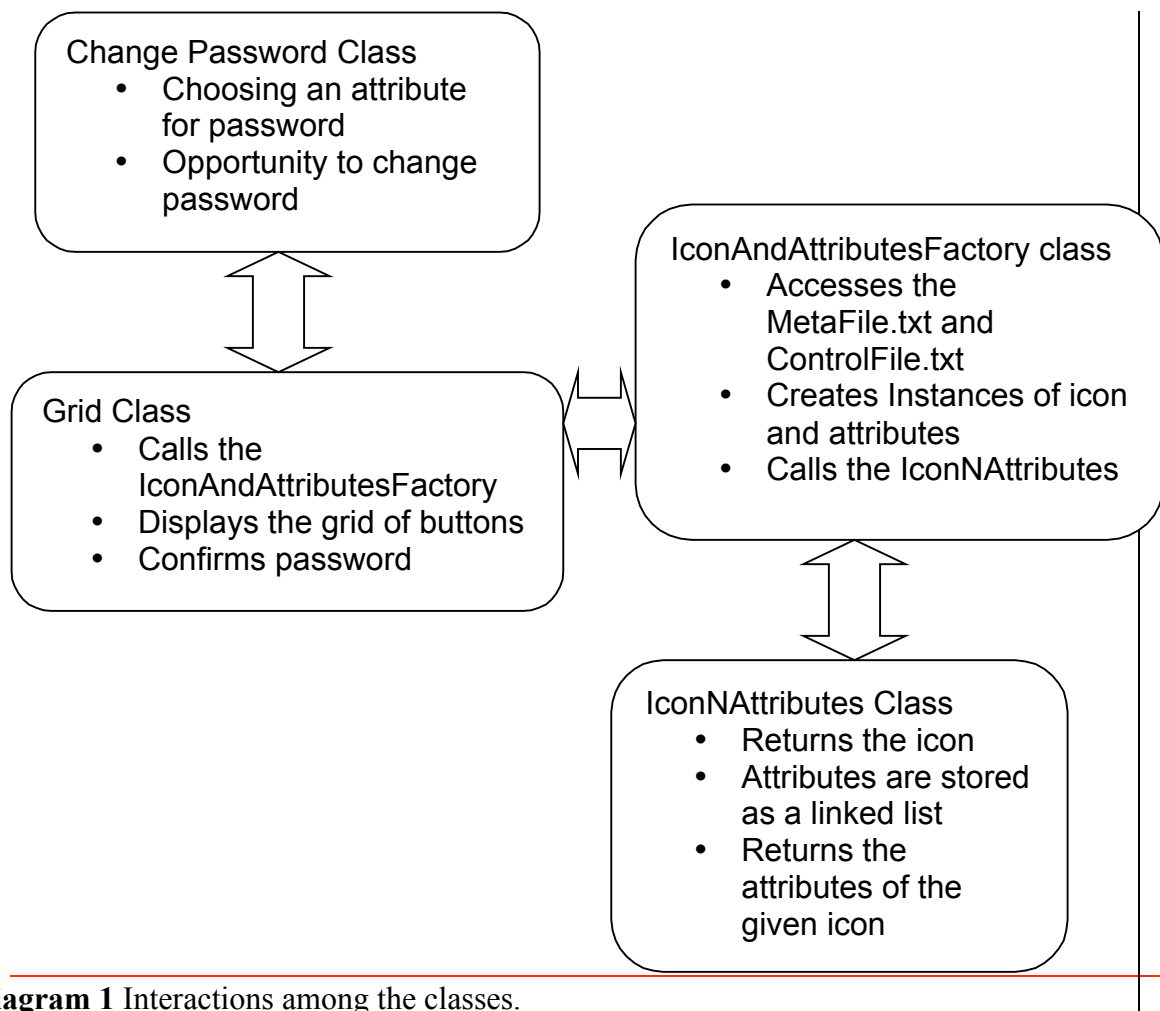 Change Password Class
• Choosing an attribute
for password
• Opportunity to change
password
IconAndAttributesFactory class
• Accesses the
MetaFile.txt and
ControlFile.txt
• Creates Instances of icon
and attributes
• Calls the IconNAttributes
Grid Class
• Calls the
IconAndAttributesFactory
• Displays the grid of buttons
• Confirms password
IconNAttributes Class
• Returns the icon
• Attributes are stored
as a linked list
• Returns the
attributes of the
given icon
iagram 1 Interactions among the classes.